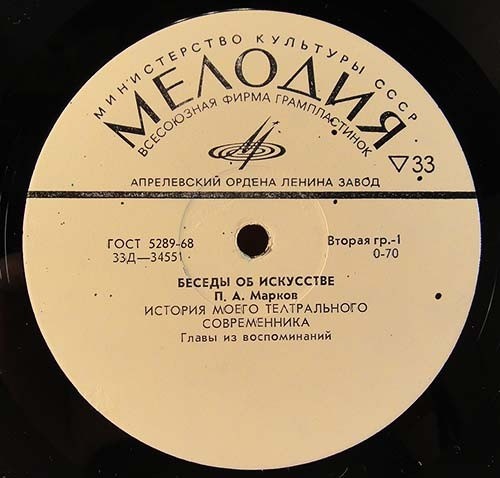 МИНИСТЕРСТВО КУЛЬТУРЫ СССР
МЕЛОДИЯ
ВСЕСОЮЗНАЯ ФИРМА ГРАМПЛАСТИНОК
▽33
АПРЕЛЕВСКИЙ ОРДЕНА ЛЕНИНА ЗАВОД
ГОСТ 5289-68 Вторая гр.-1
33Д—34551 0-70
БЕСЕДЫ ОБ ИСКУССТВЕ
П. А. Марков
ИСТОРИЯ МОЕГО ТЕАТРАЛЬНОГО
СОВРЕМЕННИКА
Главы из воспоминаний